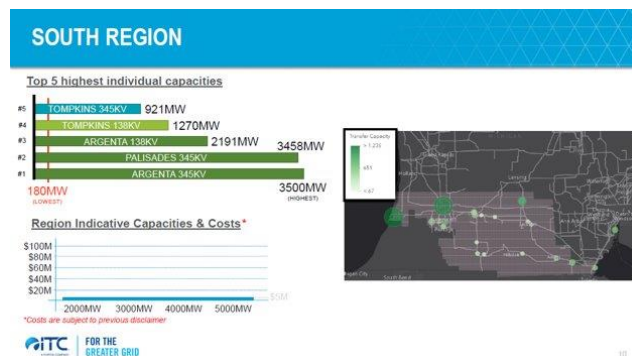 SOUTH REGION
Top 5 highest individual capacities
#5 TOMPKINS 345KV 921MW
#4 TOMPKINS 138KV 1270MW
#3 ARGENTA 138KV 2191MW
#2 PALISADES 345KV 3458MW
#1 ARGENTA 345KV 3500MW
(HIGHEST)
180MW
(LOWEST)
Transfer Capacity
Lansing
South Bend
Region Indicative Capacities & Costs*
$100M
$80M
$60M
$40M
$20M
$5M
2000MW 3000MW 4000MW 5000MW
*Costs are subject to previous disclaimer
ITC
FOR THE
GREATER GRID